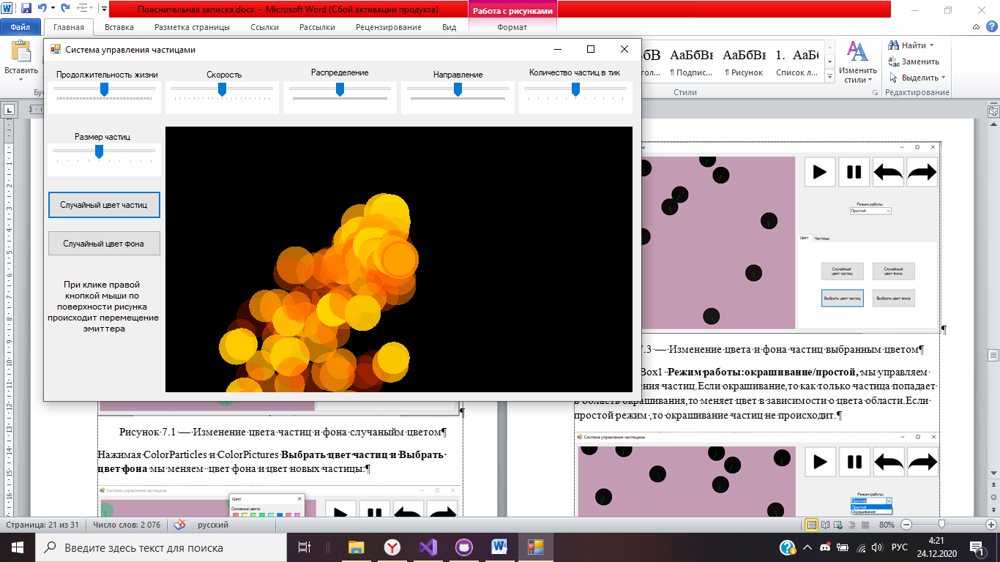 Пояснительная записка.docx - Microsoft Word (Сбой активации продукта)
Работа с рисунками
Файл
Главная
Вставка
Разметка страницы
Ссылки
Рассылки
Рецензирование
Вид
Формат
Вставить
Система управления частицами
Продолжительность жизни
Скорость
Распределение
Направление
Количество частиц в тик
Размер частиц
Случайный цвет частиц
Случайный цвет фона
При клике правой
кнопкой мыши по
поверхности рисунка
происходит перемещение
эмиттера
АаБбВв
АаБбВв
1. АаБ
¶ Подпис...
¶ Рисунок
Список л...
Изменить
стили
Стили
Найти
Заменить
Выделить
Редактирование
Режим работы:
Простой
Цвет
Частицы
Случайный
цвет частиц
Случайный
цвет фона
Выбрать цвет частиц
Выбрать цвет фона
7.3 — Изменение цвета и фона частиц выбранным цветом¶
Box1 Режим работы:окрашивание/простой, мы управляем
частиц.Если окрашивание,то как только частица попадает
в область окрашивания,то меняет цвет в зависимости о цвета области.Если
простой режим ,то окрашивание частиц не происходит.¶
Система управления частицами
Режим работы:
Простой
Простой
Окрашивание
Рисунок 7.1 — Изменение цвета частиц и фона случаныйм цветом¶
Нажимая ColorParticles и ColorPictures Выбрать цвет частиц и Выбрать
цвет фона мы меняем цвет фона и цвет новых частицы:¶
Система управления частицами
Цвет
Основные цвета:
Страница: 21 из 31
Число слов: 2 076
русский
80%
Введите здесь текст для поиска
РУС
4:21
24.12.2020
1